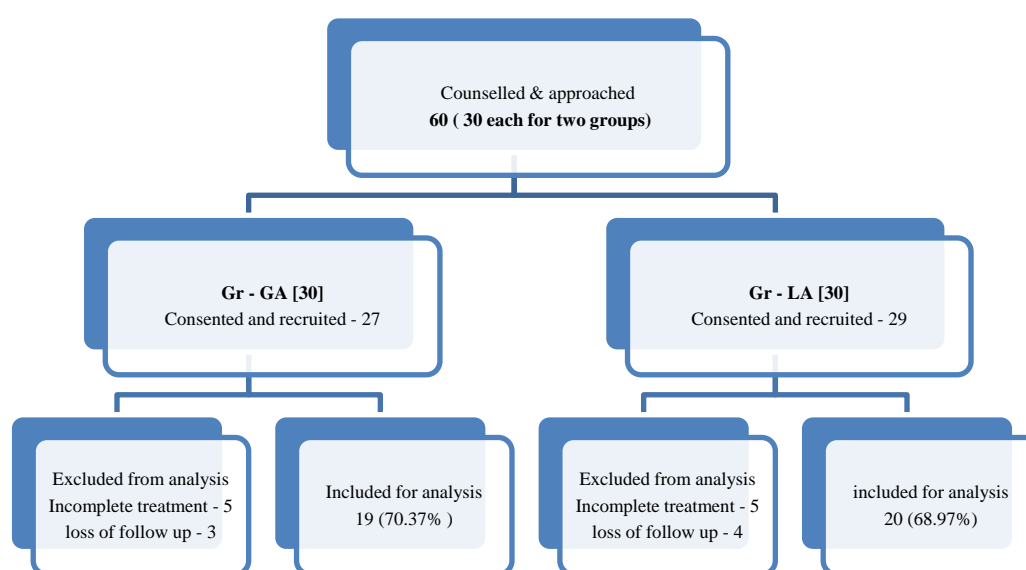 Counselled & approached
60 ( 30 each for two groups)
Gr - GA [30]
Consented and recruited - 27
Gr - LA [30]
Consented and recruited - 29
Excluded from analysis
Incomplete treatment - 5
loss of follow up - 3
Included for analysis
19 (70.37% )
Excluded from analysis
Incomplete treatment - 5
loss of follow up - 4
included for analysis
20 (68.97%)